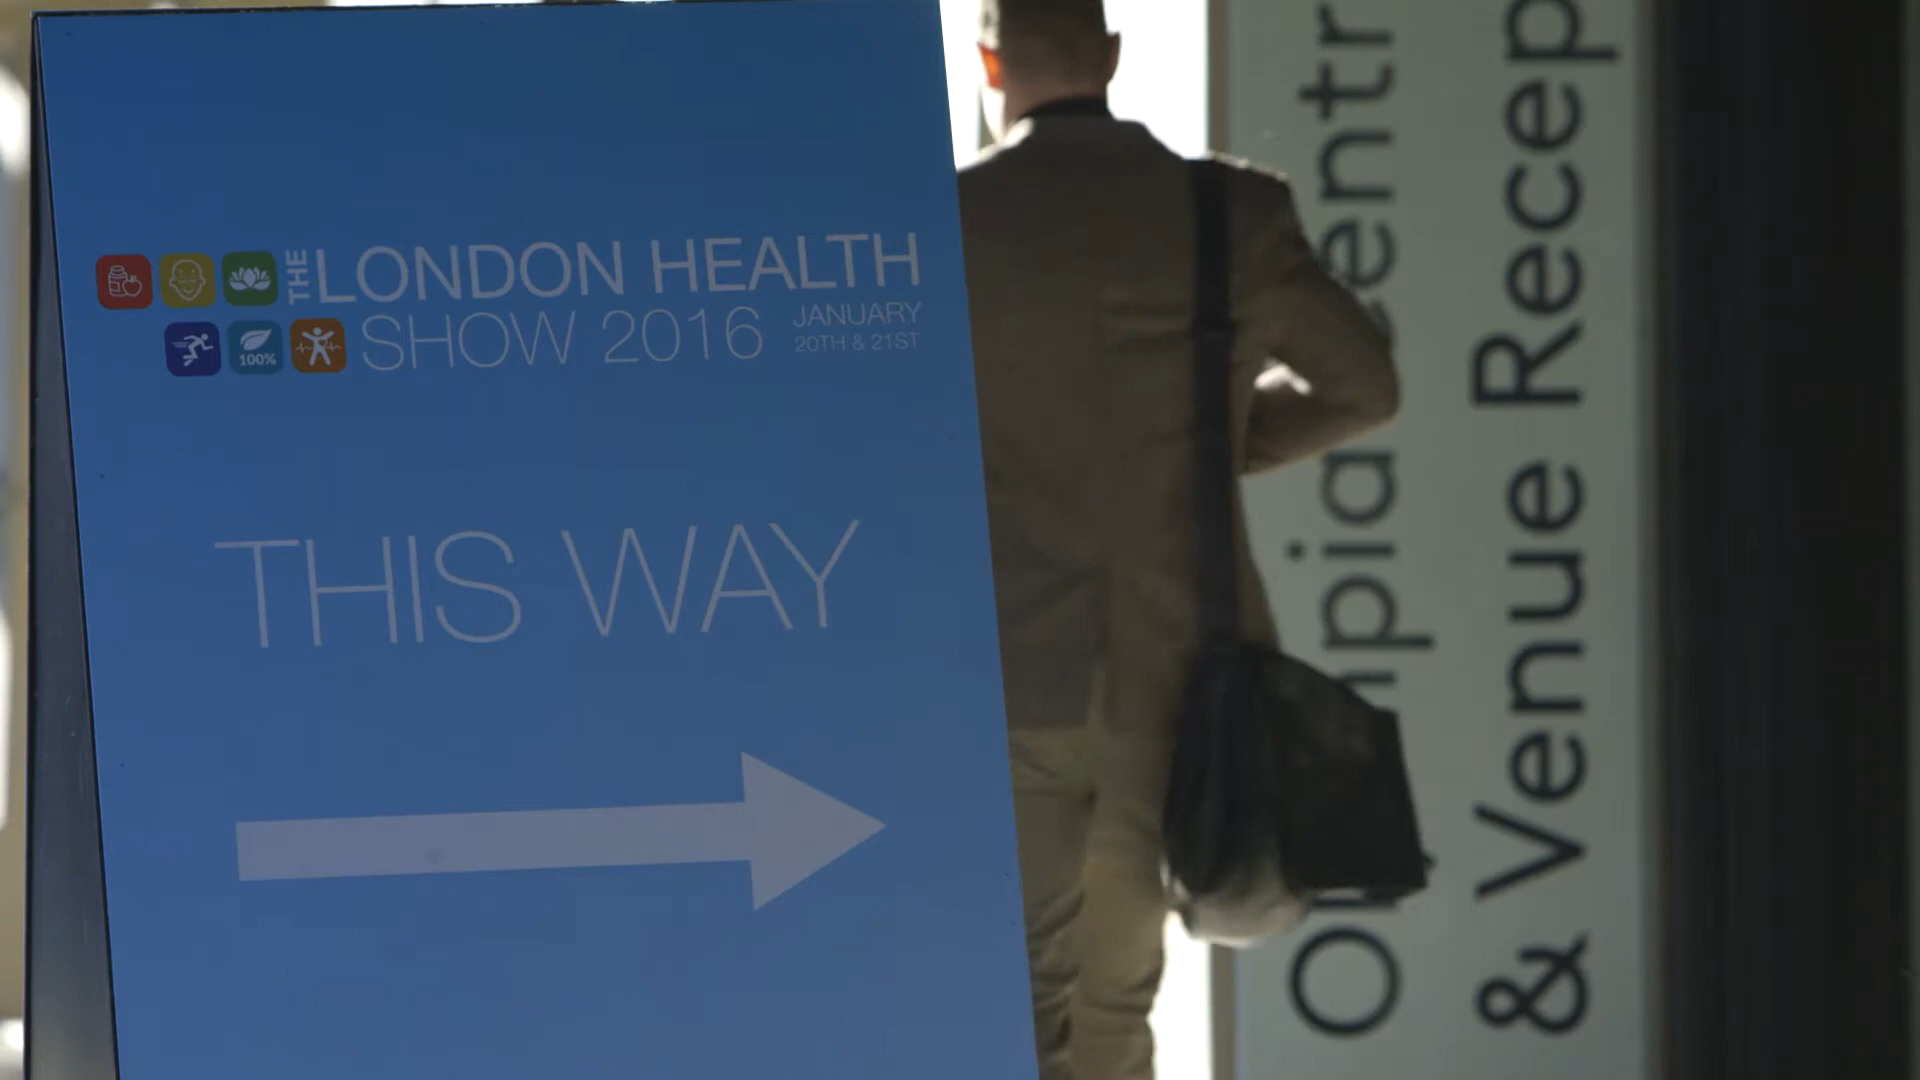 THE
LONDON HEALTH
SHOW 2016
JANUARY
20TH & 21ST
100%
THIS WAY
& Venue Recep